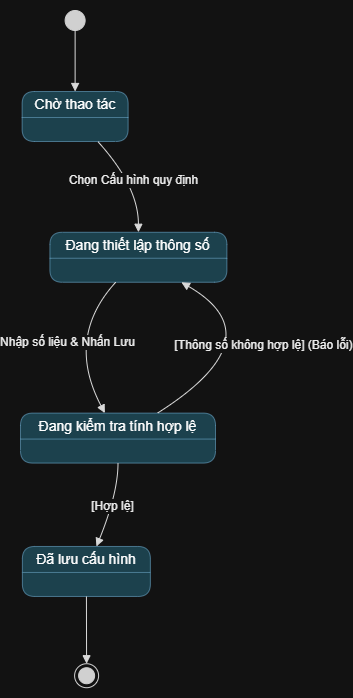 Chờ thao tác
Chọn Cấu hình quy định
Đang thiết lập thông số
Nhập số liệu & Nhấn Lưu
[Thông số không hợp lệ] (Báo lỗi)
Đang kiểm tra tính hợp lệ
[Hợp lệ]
Đã lưu cấu hình